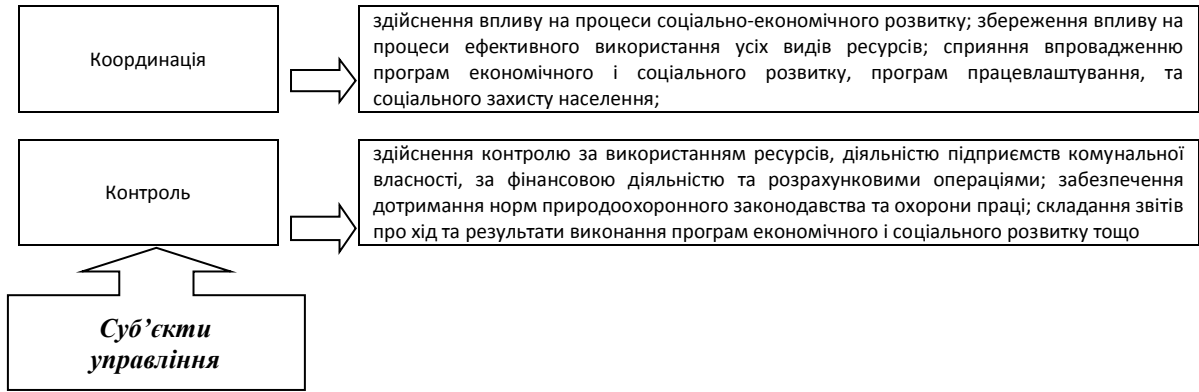 Координація
здійснення впливу на процеси соціально-економічного розвитку; збереження впливу на
процеси ефективного використання усіх видів ресурсів; сприяння впровадженню
програм економічного і соціального розвитку, програм працевлаштування, та
соціального захисту населення;
Контроль
здійснення контролю за використанням ресурсів, діяльністю підприємств комунальної
власності, за фінансовою діяльністю та розрахунковими операціями; забезпечення
дотримання норм природоохоронного законодавства та охорони праці; складання звітів
про хід та результати виконання програм економічного і соціального розвитку тощо
Суб’єкти
управління